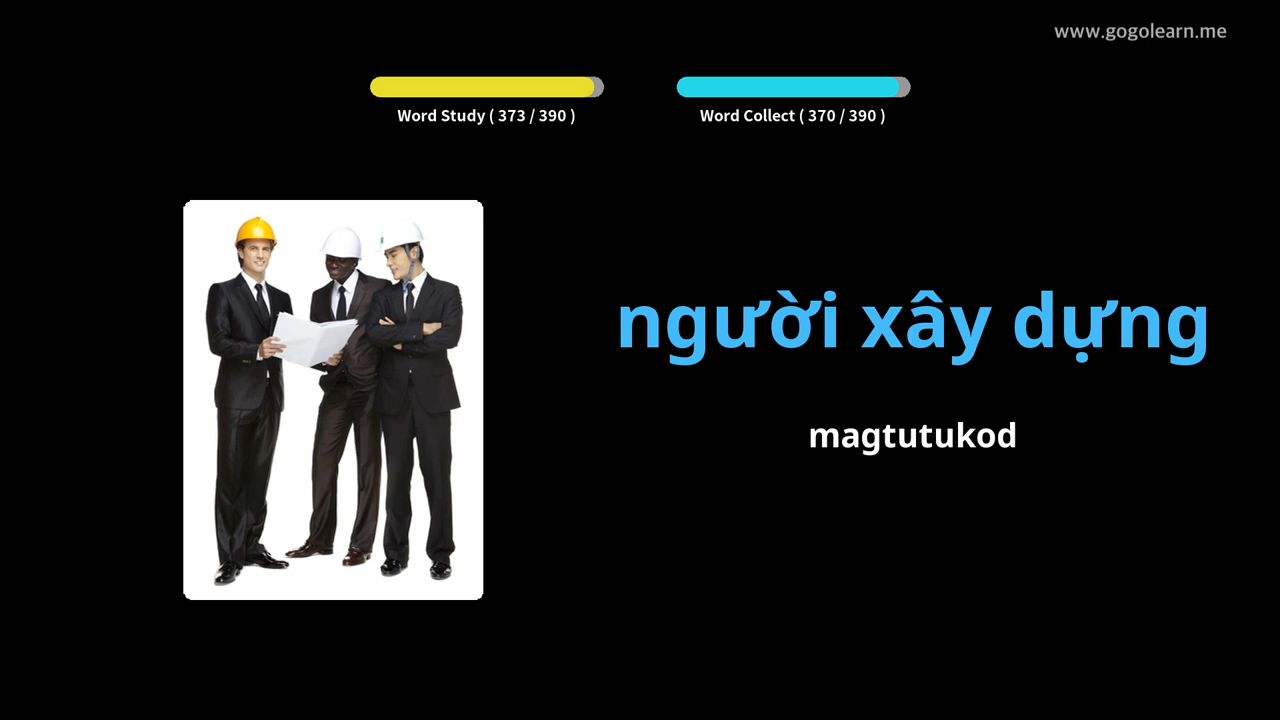 www.gogolearn.me
Word Study ( 373 / 390 )
Word Collect ( 370 / 390 )
người xây dựng
magtutukod